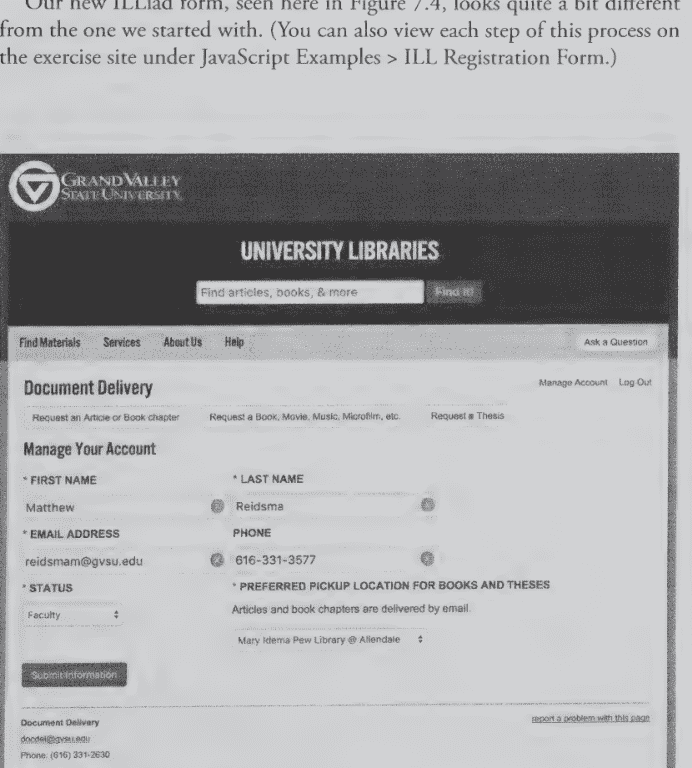 Our new ILLiad form, seen here in Figure 7.4, looks quite a bit different
from the one we started with. (You can also view each step of this process on
the exercise site under JavaScript Examples > ILL Registration Form.)
GRAND VALLEY
STATE UNIVERSITY
UNIVERSITY LIBRARIES
Find articles, books, & more Find It!
Find Materials Services About Us Help Ask a Question
Document Delivery Manage Account Log Out
Request an Article or Book chapter Request a Book, Movie, Music, Microfilm, etc. Request a Thesis
Manage Your Account
* FIRST NAME * LAST NAME
Matthew Reidsma
* EMAIL ADDRESS PHONE
reidsmam@gvsu.edu 616-331-3577
* STATUS * PREFERRED PICKUP LOCATION FOR BOOKS AND THESES
Articles and book chapters are delivered by email.
Faculty
Mary Idema Pew Library @ Allendale
Submit Information
Document Delivery report a problem with this page
docdel@gvsu.edu
Phone: (616) 331-2630